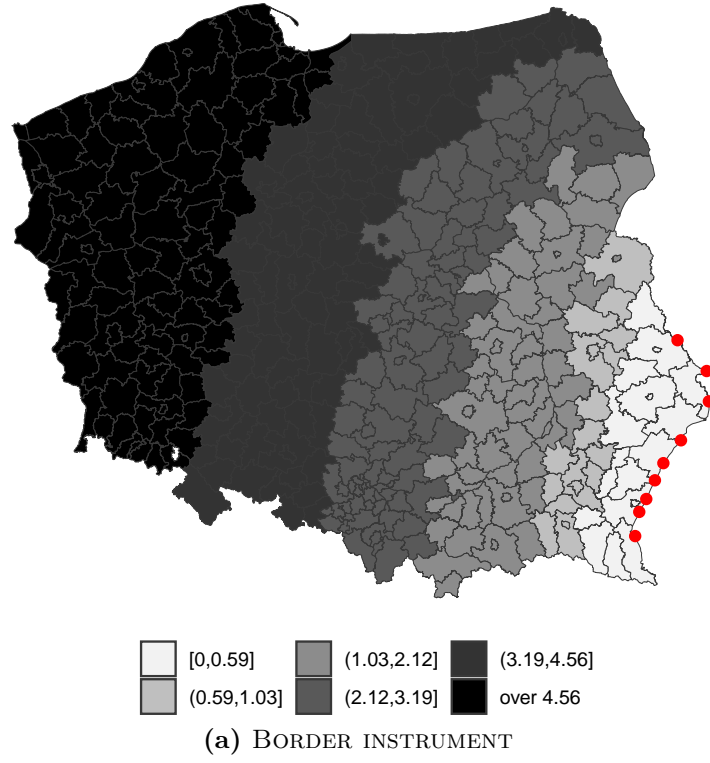 [0,0.59] (1.03,2.12] (3.19,4.56]
(0.59,1.03] (2.12,3.19] over 4.56
(a) BORDER INSTRUMENT